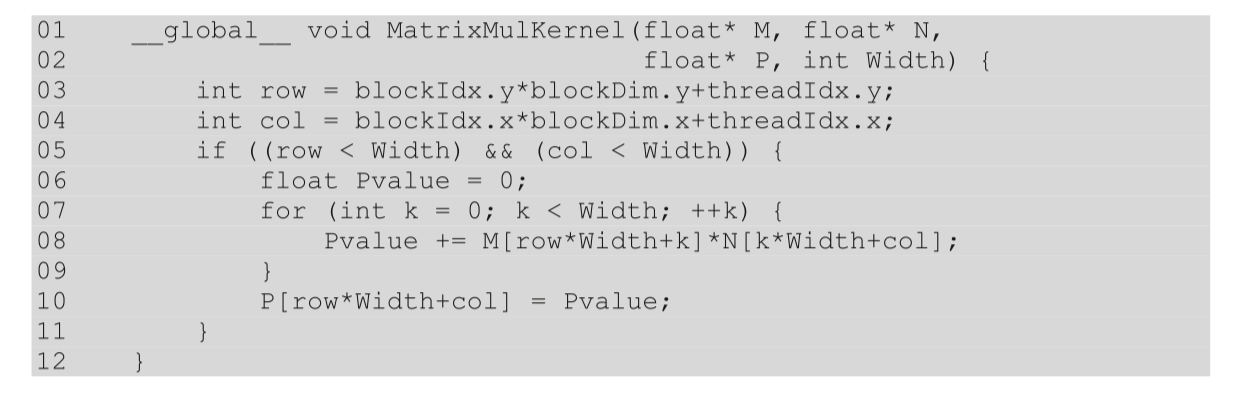 01 __global__ void MatrixMulKernel(float* M, float* N,
02 float* P, int Width) {
03 int row = blockIdx.y*blockDim.y+threadIdx.y;
04 int col = blockIdx.x*blockDim.x+threadIdx.x;
05 if ((row < Width) && (col < Width)) {
06 float Pvalue = 0;
07 for (int k = 0; k < Width; ++k) {
08 Pvalue += M[row*Width+k]*N[k*Width+col];
09 }
10 P[row*Width+col] = Pvalue;
11 }
12 }